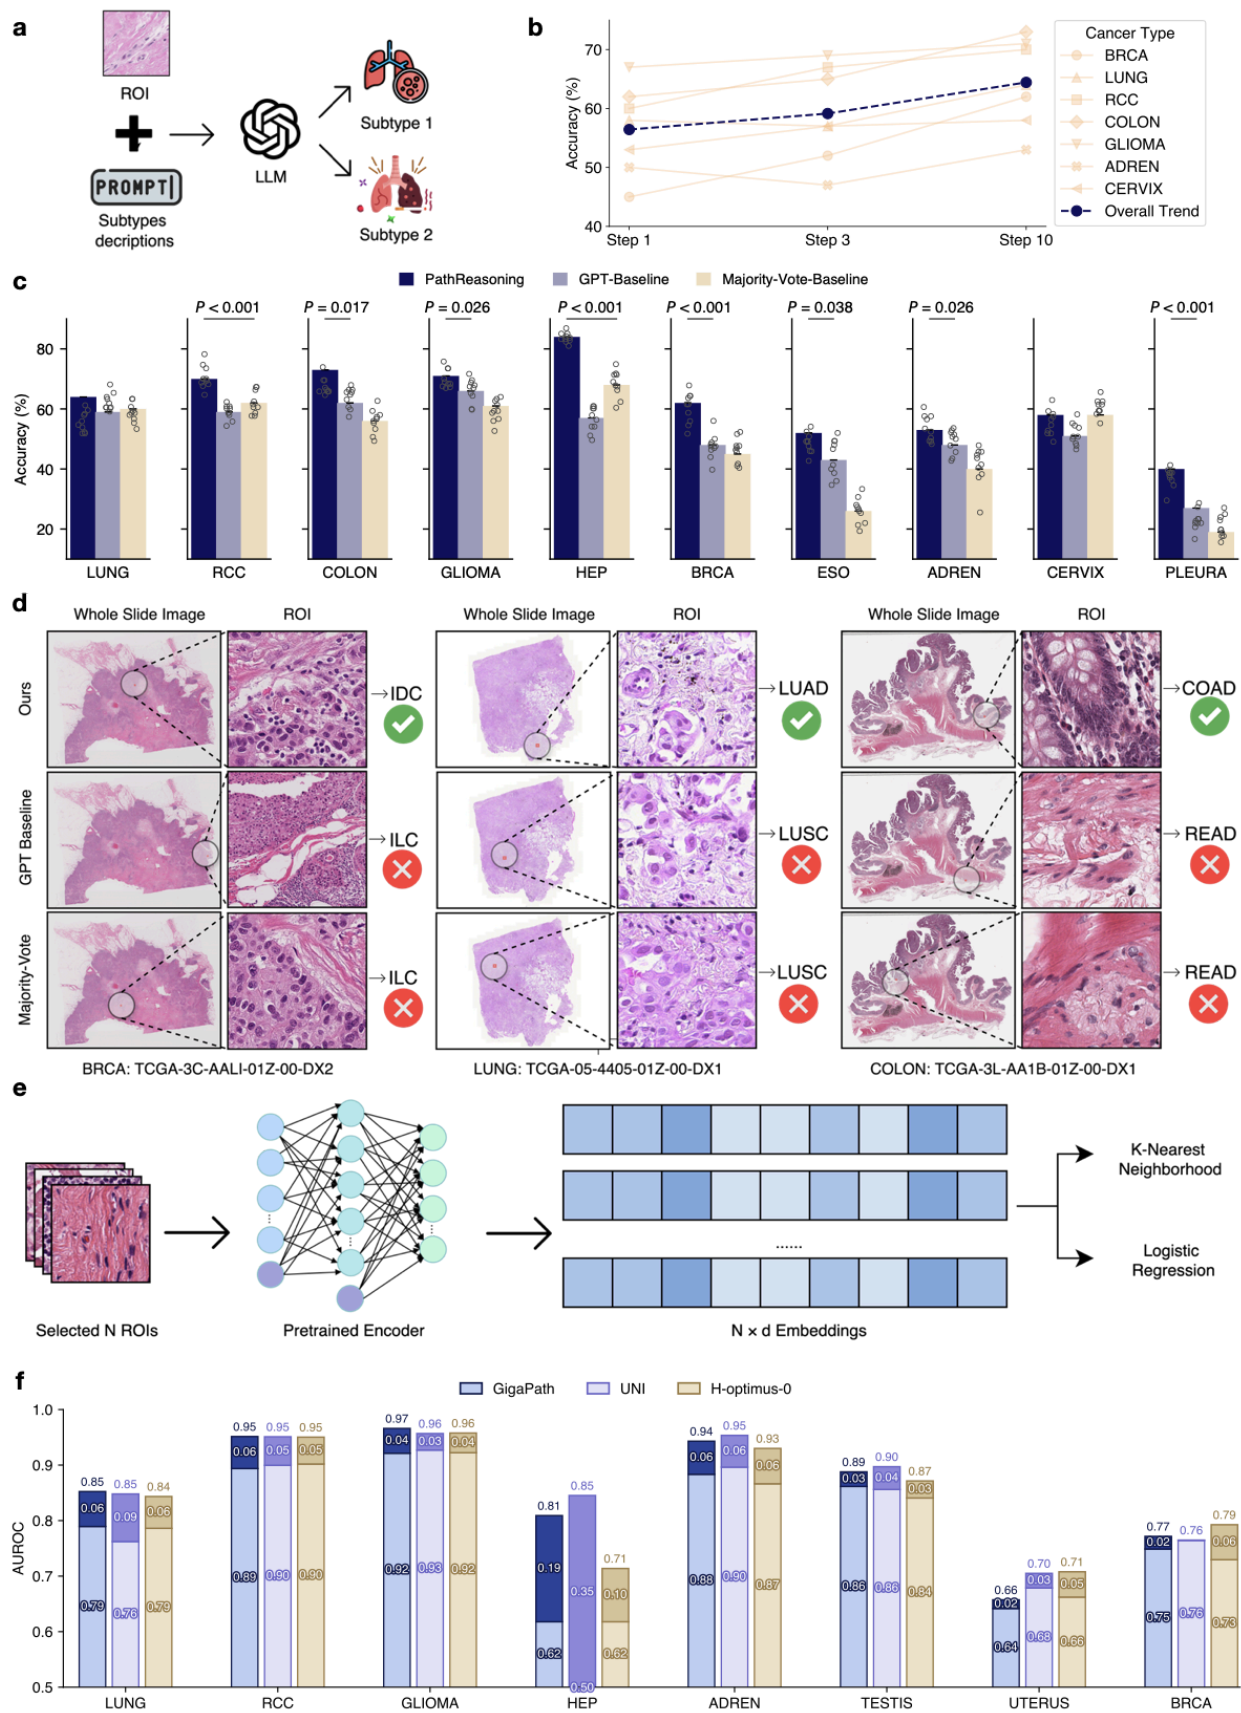 a
ROI
PROMPT
Subtypes
decriptions
LLM
Subtype 1
Subtype 2
b
Accuracy (%)
70
60
50
40
Step 1
Step 3
Step 10
Cancer Type
BRCA
LUNG
RCC
COLON
GLIOMA
ADREN
CERVIX
Overall Trend
c
PathReasoning
GPT-Baseline
Majority-Vote-Baseline
P < 0.001
P = 0.017
P = 0.026
P < 0.001
P < 0.001
P = 0.038
P = 0.026
P < 0.001
Accuracy (%)
80
60
40
20
LUNG
RCC
COLON
GLIOMA
HEP
BRCA
ESO
ADREN
CERVIX
PLEURA
d
Whole Slide Image
ROI
Whole Slide Image
ROI
Whole Slide Image
ROI
Ours
IDC
LUAD
COAD
GPT Baseline
ILC
LUSC
READ
Majority-Vote
ILC
LUSC
READ
BRCA: TCGA-3C-AALI-01Z-00-DX2
LUNG: TCGA-05-4405-01Z-00-DX1
COLON: TCGA-3L-AA1B-01Z-00-DX1
e
Selected N ROIs
Pretrained Encoder
......
N × d Embeddings
K-Nearest
Neighborhood
Logistic
Regression
f
GigaPath
UNI
H-optimus-0
AUROC
1.0
0.9
0.8
0.7
0.6
0.5
0.85
0.06
0.79
0.85
0.09
0.76
0.84
0.06
0.79
LUNG
0.95
0.06
0.89
0.95
0.05
0.90
0.95
0.05
0.90
RCC
0.97
0.04
0.92
0.96
0.03
0.93
0.96
0.04
0.92
GLIOMA
0.81
0.19
0.62
0.85
0.35
0.50
0.71
0.10
0.62
HEP
0.94
0.06
0.88
0.95
0.06
0.90
0.93
0.06
0.87
ADREN
0.89
0.03
0.86
0.90
0.04
0.86
0.87
0.03
0.84
TESTIS
0.66
0.02
0.64
0.70
0.03
0.68
0.71
0.05
0.66
UTERUS
0.77
0.02
0.75
0.76
0.76
0.79
0.06
0.73
BRCA